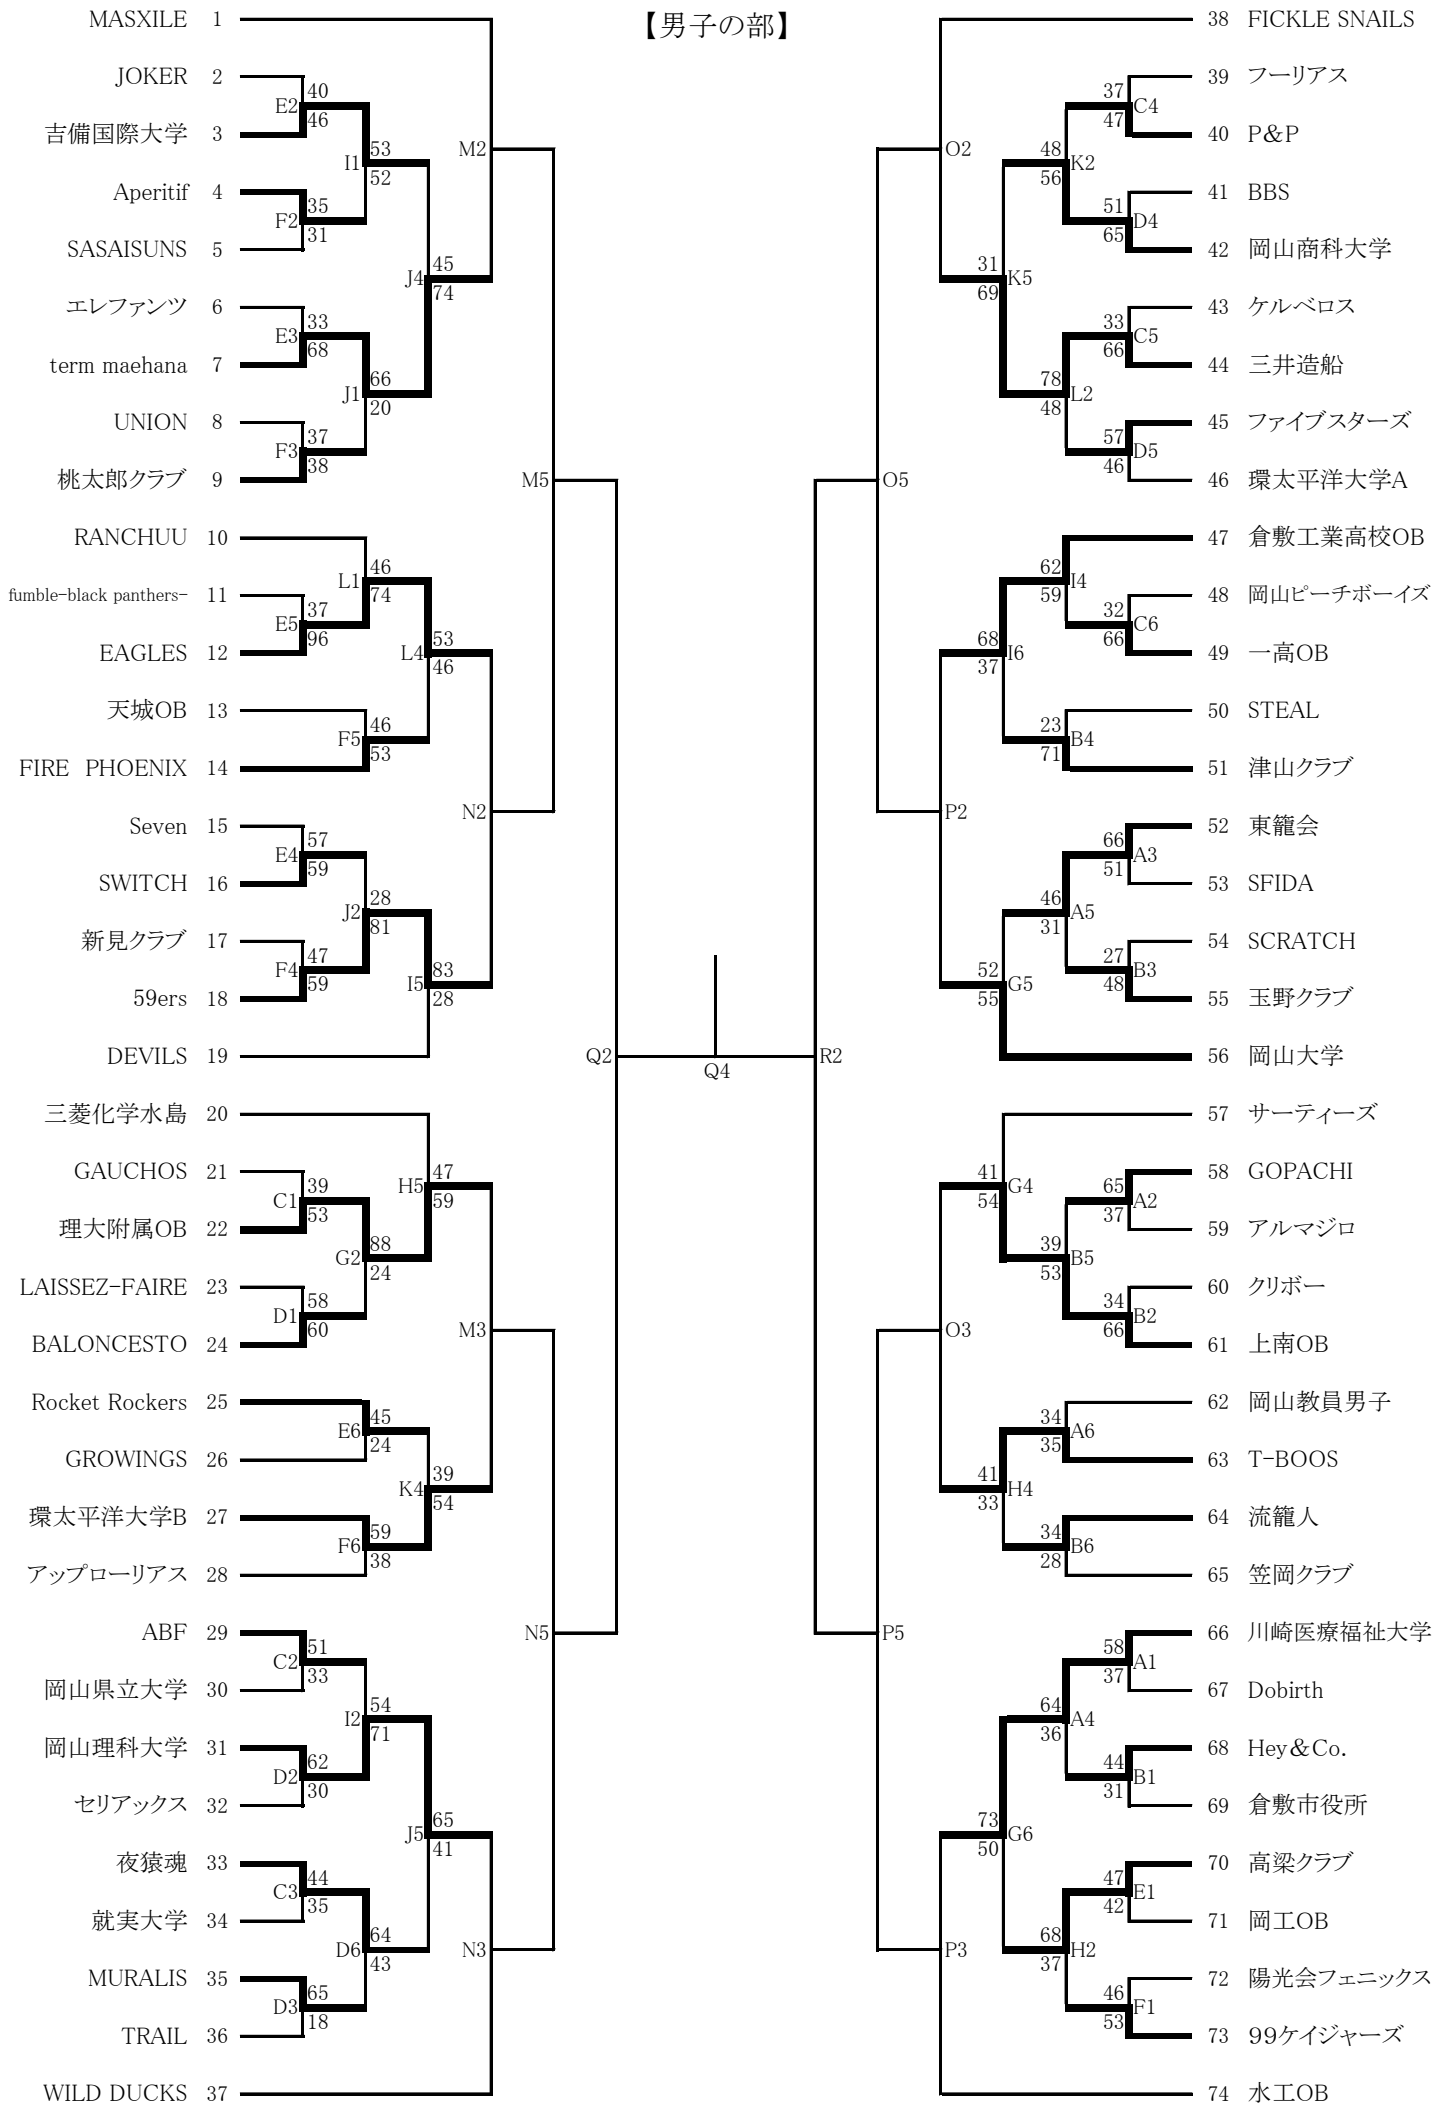 【男子の部】
MASXILE 1
JOKER 2
E2 40
46
吉備国際大学 3
I1 53
52
M2
Aperitif 4
F2 35
31
SASAISUNS 5
J4 45
74
エレファンツ 6
E3 33
68
term maehana 7
J1 66
20
UNION 8
F3 37
38
桃太郎クラブ 9
M5
RANCHUU 10
L1 46
74
fumble-black panthers- 11
E5 37
96
EAGLES 12
L4 53
46
天城OB 13
F5 46
53
FIRE PHOENIX 14
N2
Seven 15
E4 57
59
SWITCH 16
J2 28
81
新見クラブ 17
F4 47
59
59ers 18
I5 83
28
DEVILS 19
Q2
三菱化学水島 20
GAUCHOS 21
C1 39
53
H5 47
59
理大附属OB 22
G2 88
24
LAISSEZ-FAIRE 23
D1 58
60
BALONCESTO 24
M3
Rocket Rockers 25
E6 45
24
GROWINGS 26
K4 39
54
環太平洋大学B 27
F6 59
38
アップローリアス 28
ABF 29
N5
C2 51
33
岡山県立大学 30
I2 54
71
岡山理科大学 31
D2 62
30
セリアックス 32
J5 65
41
夜猿魂 33
C3 44
35
就実大学 34
D6 64
43
N3
MURALIS 35
D3 65
18
TRAIL 36
WILD DUCKS 37
Q4
38 FICKLE SNAILS
39 フーリアス
37 C4
47
40 P&P
O2
48 K2
56
41 BBS
51 D4
65
42 岡山商科大学
31 K5
69
43 ケルベロス
33 C5
66
44 三井造船
78 L2
48
45 ファイブスターズ
57 D5
46
46 環太平洋大学A
O5
47 倉敷工業高校OB
62 I4
59
48 岡山ピーチボーイズ
32 C6
66
49 一高OB
68 I6
37
50 STEAL
23 B4
71
51 津山クラブ
P2
52 東籠会
66 A3
51
53 SFIDA
46 A5
31
54 SCRATCH
27 B3
48
55 玉野クラブ
52 G5
55
56 岡山大学
R2
57 サーティーズ
58 GOPACHI
41 G4
54
65 A2
37
59 アルマジロ
39 B5
53
60 クリボー
34 B2
66
61 上南OB
O3
62 岡山教員男子
34 A6
35
63 T-BOOS
41 H4
33
64 流籠人
34 B6
28
65 笠岡クラブ
66 川崎医療福祉大学
P5
58 A1
37
67 Dobirth
64 A4
36
68 Hey&Co.
44 B1
31
69 倉敷市役所
73 G6
50
70 高梁クラブ
47 E1
42
71 岡工OB
68 H2
37
P3
72 陽光会フェニックス
46 F1
53
73 99ケイジャーズ
74 水工OB